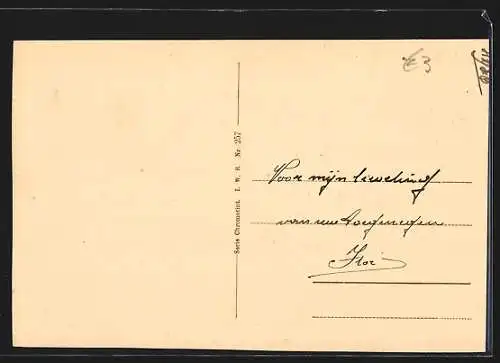 €3
Serie Chromotint. I. W. B. Nr. 257
Voor mijn lieveling
van uw
Flor